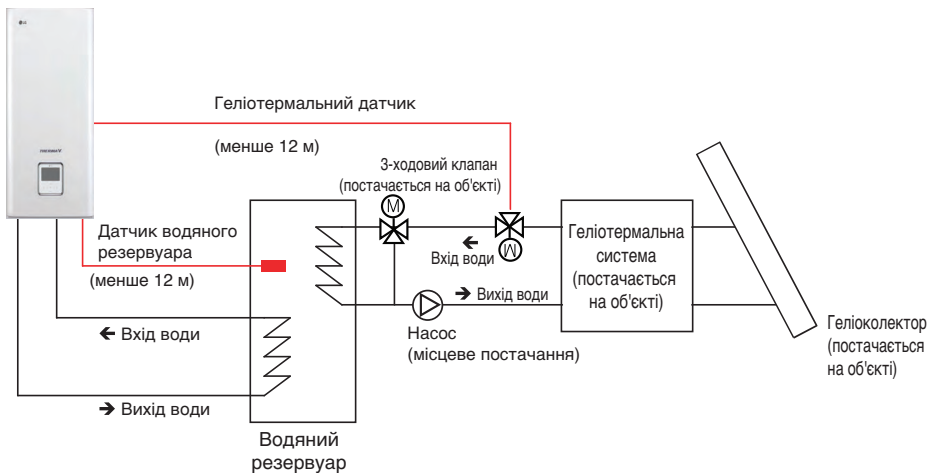 LG
THERMA V
Геліотермальний датчик
(менше 12 м)
3-ходовий клапан
(постачається на об'єкті)
M
M
Датчик водяного
резервуара
(менше 12 м)
Вхід води
Вихід води
Геліотермальна
система
(постачається
на об'єкті)
Насос
(місцеве постачання)
Геліоколектор
(постачається
на об'єкті)
Вхід води
Вихід води
Водяний
резервуар